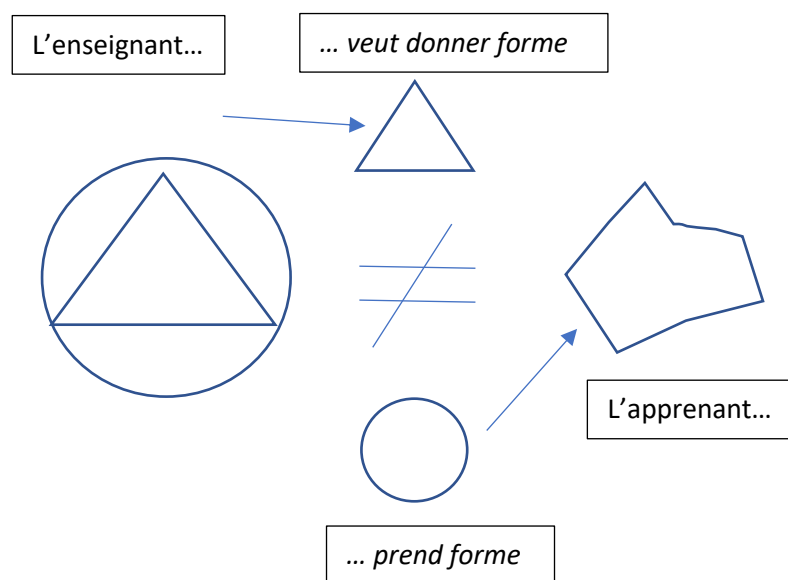 L’enseignant…
… veut donner forme
L’apprenant…
… prend forme